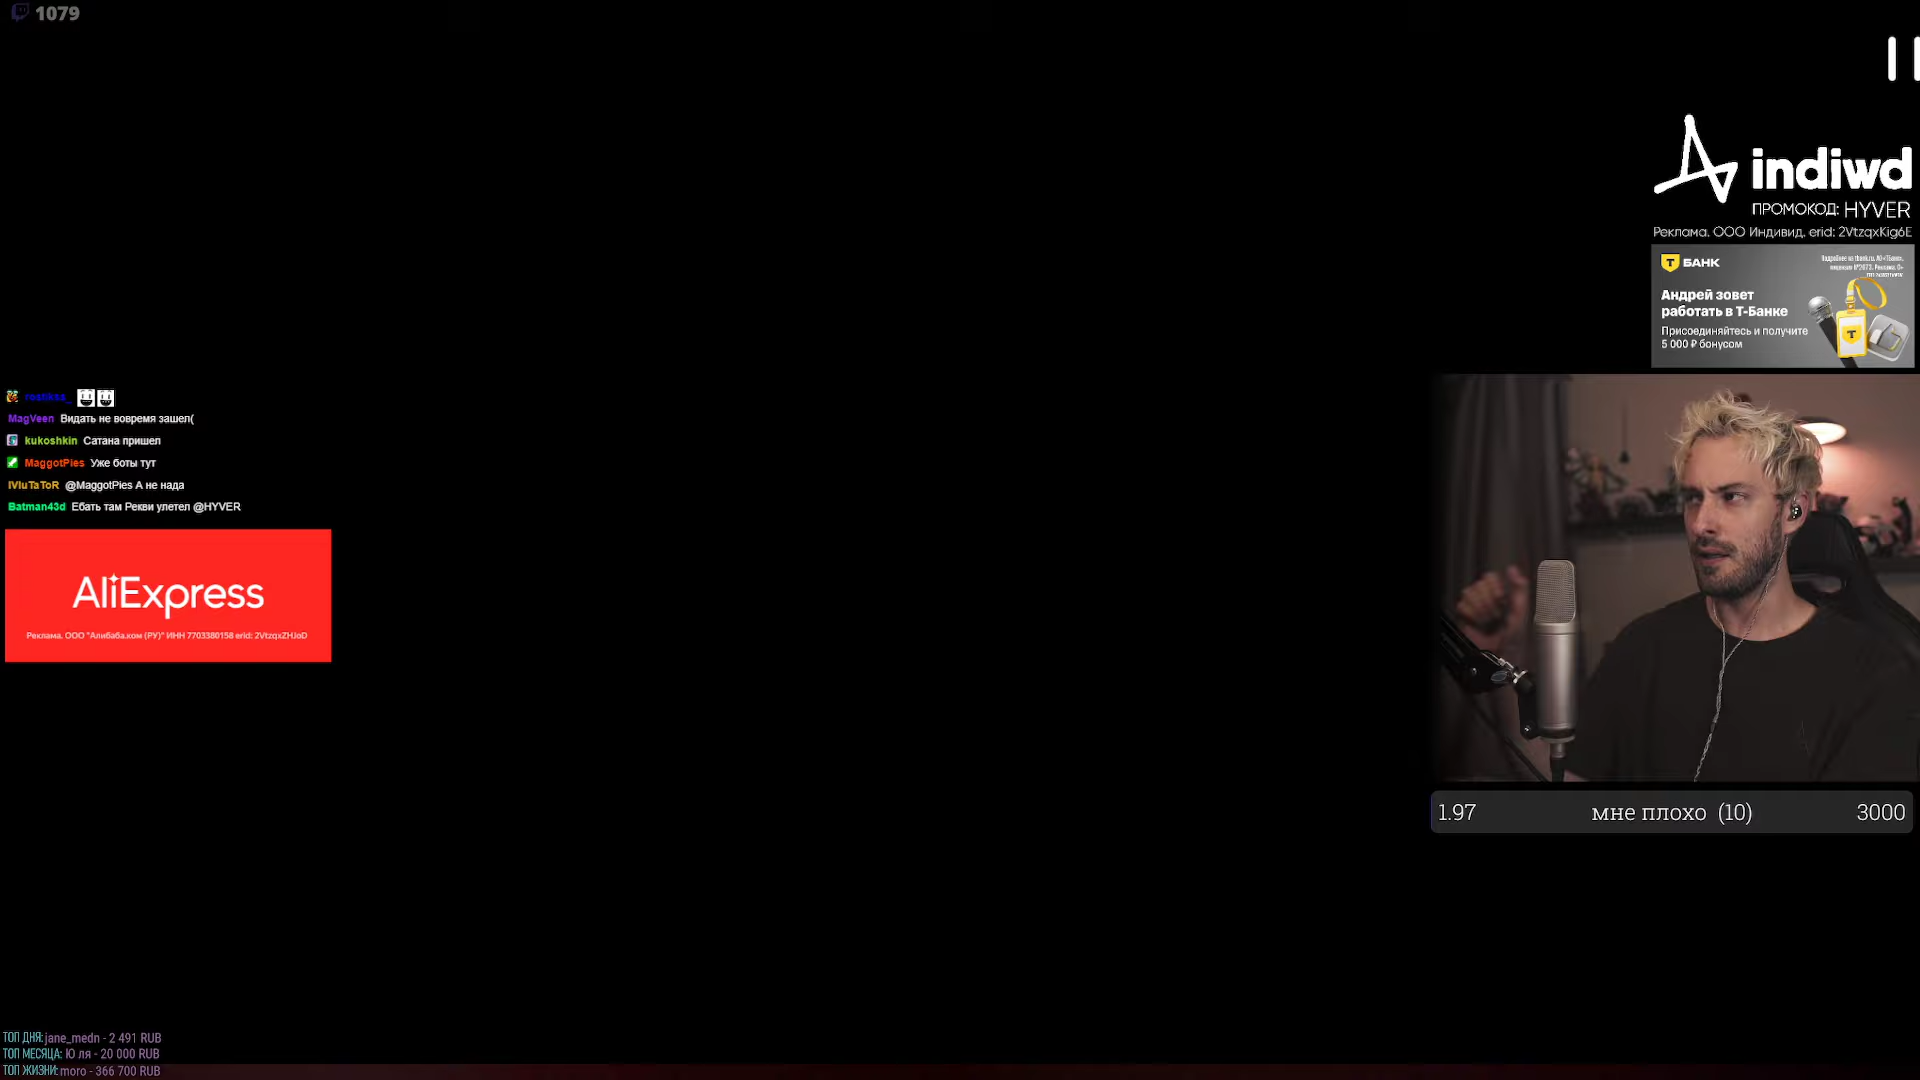 1079
indiwd
ПРОМОКОД: HYVER
Реклама. ООО Индивид. erid: 2VtzqxKig6E
Т БАНК
Андрей зовет
работать в Т-Банке
Присоединяйтесь и получите
5 000 ₽ бонусом
rostikss_
MagVeen Видать не вовремя зашел(
kukoshkin Сатана пришел
MaggotPies Уже боты тут
IVIuTaToR @MaggotPies А не нада
Batman43d Ебать там Рекви улетел @HYVER
AliExpress
Реклама. ООО "Алибаба.ком (РУ)" ИНН 7703380158 erid: 2VtzqxZHJoD
1.97 мне плохо (10) 3000
ТОП ДНЯ: jane_medn - 2 491 RUB
ТОП МЕСЯЦА: Ю ля - 20 000 RUB
ТОП ЖИЗНИ: moro - 366 700 RUB